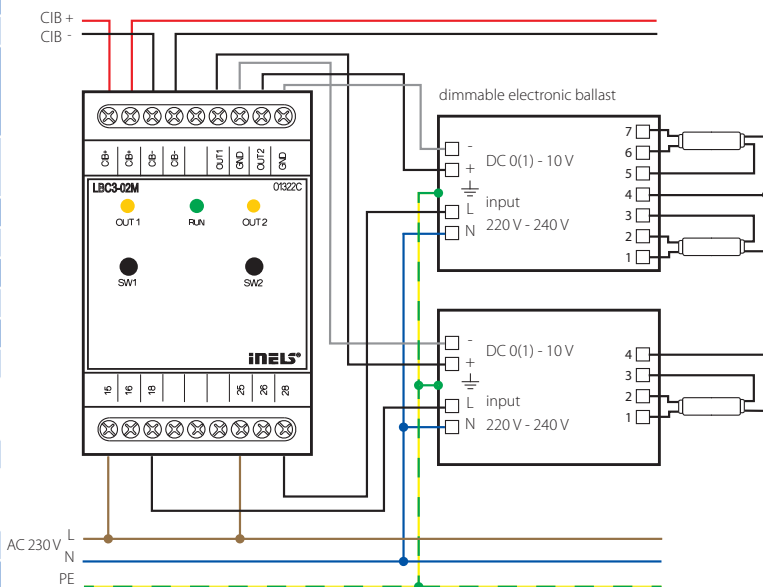 CIB +
CIB -
dimmable electronic ballast
CIB+ CIB+ CIB- CIB- OUT1 GND OUT2 GND
LBC3-02M 01322C
OUT 1 RUN OUT 2
SW1 SW2
iNELS®
15 16 18 25 26 28
- DC 0(1) - 10 V
+
L input
N 220 V - 240 V
7
6
5
4
3
2
1
- DC 0(1) - 10 V
+
L input
N 220 V - 240 V
4
3
2
1
AC 230 V L
N
PE